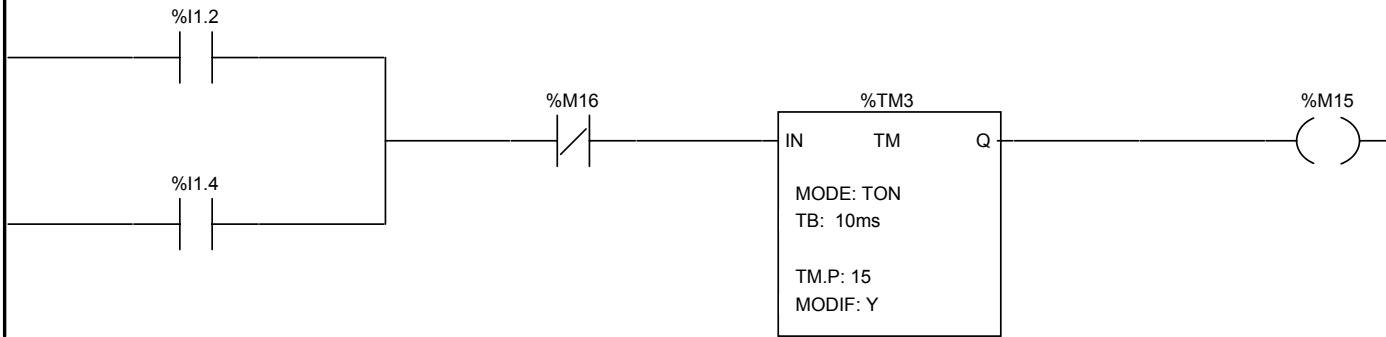 %I1.2
%M16
%TM3
%M15
IN TM Q
%I1.4
MODE: TON
TB: 10ms
TM.P: 15
MODIF: Y